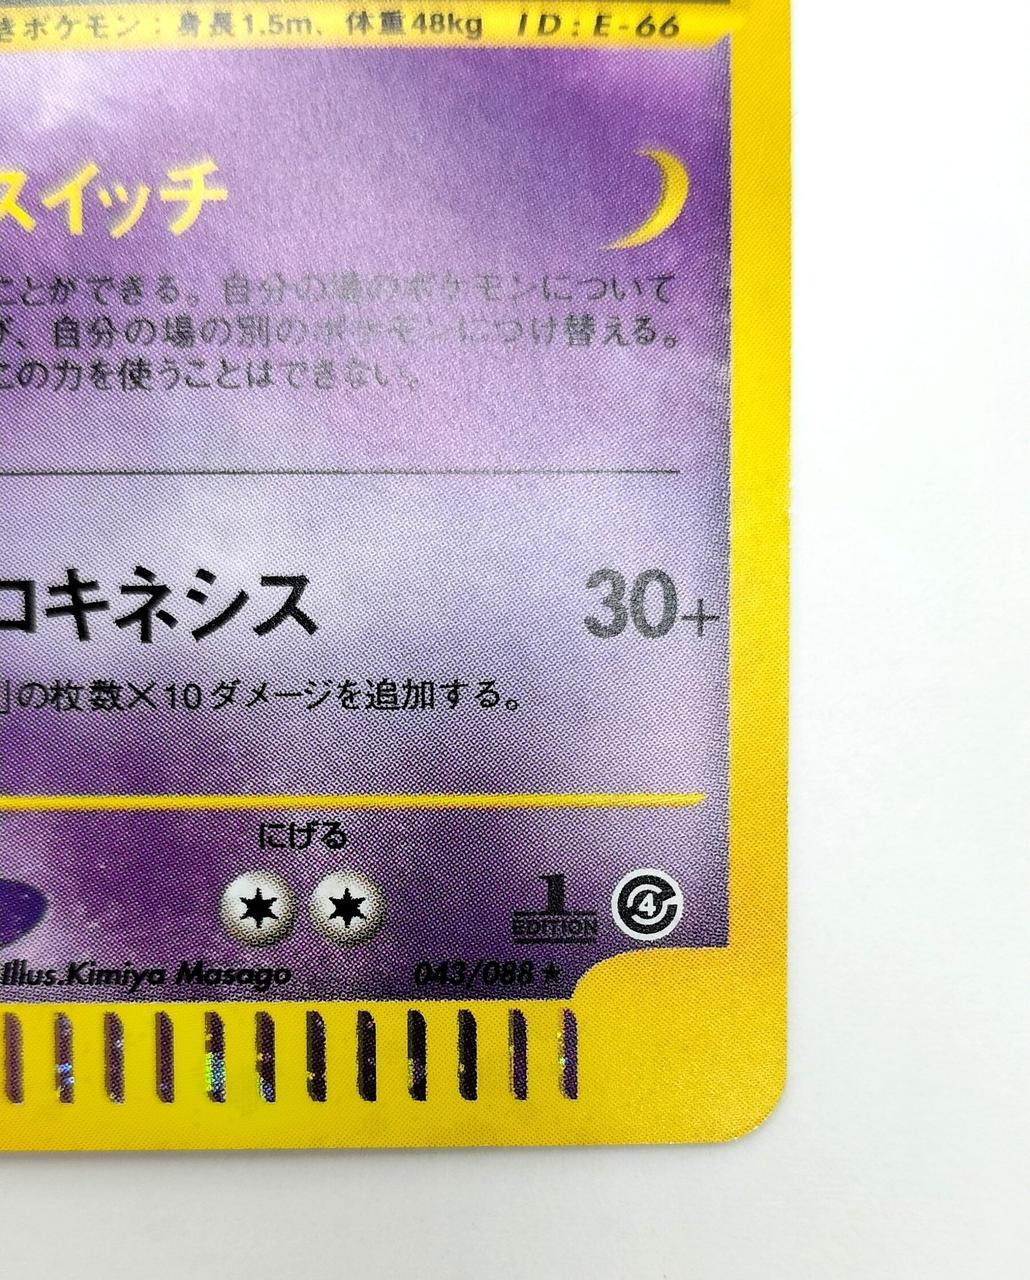 きポケモン：身長1.5m、体重48kg ID：E-66
スイッチ
ことができる。自分の場のポケモンについて
び、自分の場の別のポケモンにつけ替える。
この力を使うことはできない。
コキネシス 30+
」の枚数×10ダメージを追加する。
にげる
1
EDITION
4
Illus.Kimiya Masago 043/088★